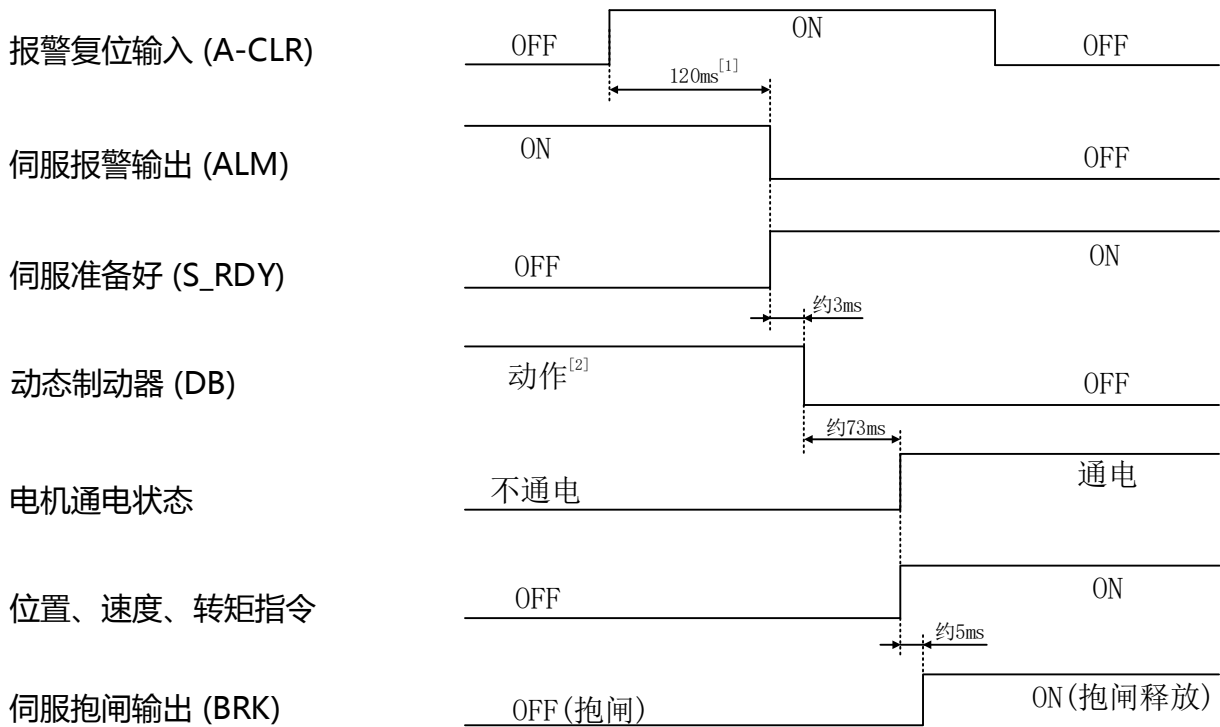 报警复位输入 (A-CLR)
OFF
ON
OFF
120ms[1]
伺服报警输出 (ALM)
ON
OFF
伺服准备好 (S_RDY)
OFF
ON
约3ms
动态制动器 (DB)
动作[2]
OFF
约73ms
电机通电状态
不通电
通电
位置、速度、转矩指令
OFF
ON
约5ms
伺服抱闸输出 (BRK)
OFF(抱闸)
ON(抱闸释放)